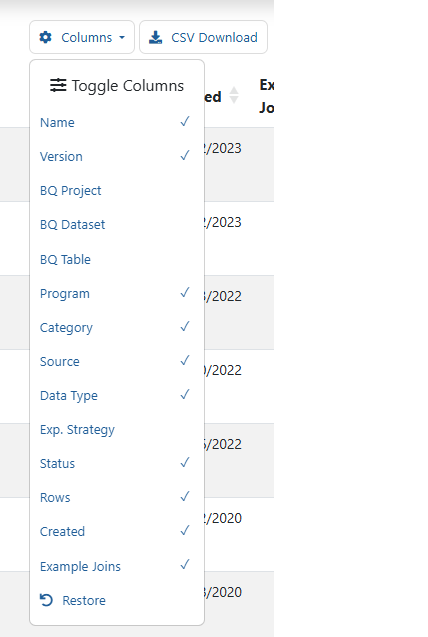 Columns
CSV Download
Toggle Columns
Name
Version
BQ Project
BQ Dataset
BQ Table
Program
Category
Source
Data Type
Exp. Strategy
Status
Rows
Created
Example Joins
Restore
ed
Ex
Jo
2/2023
2/2023
3/2022
0/2022
5/2022
2/2020
3/2020